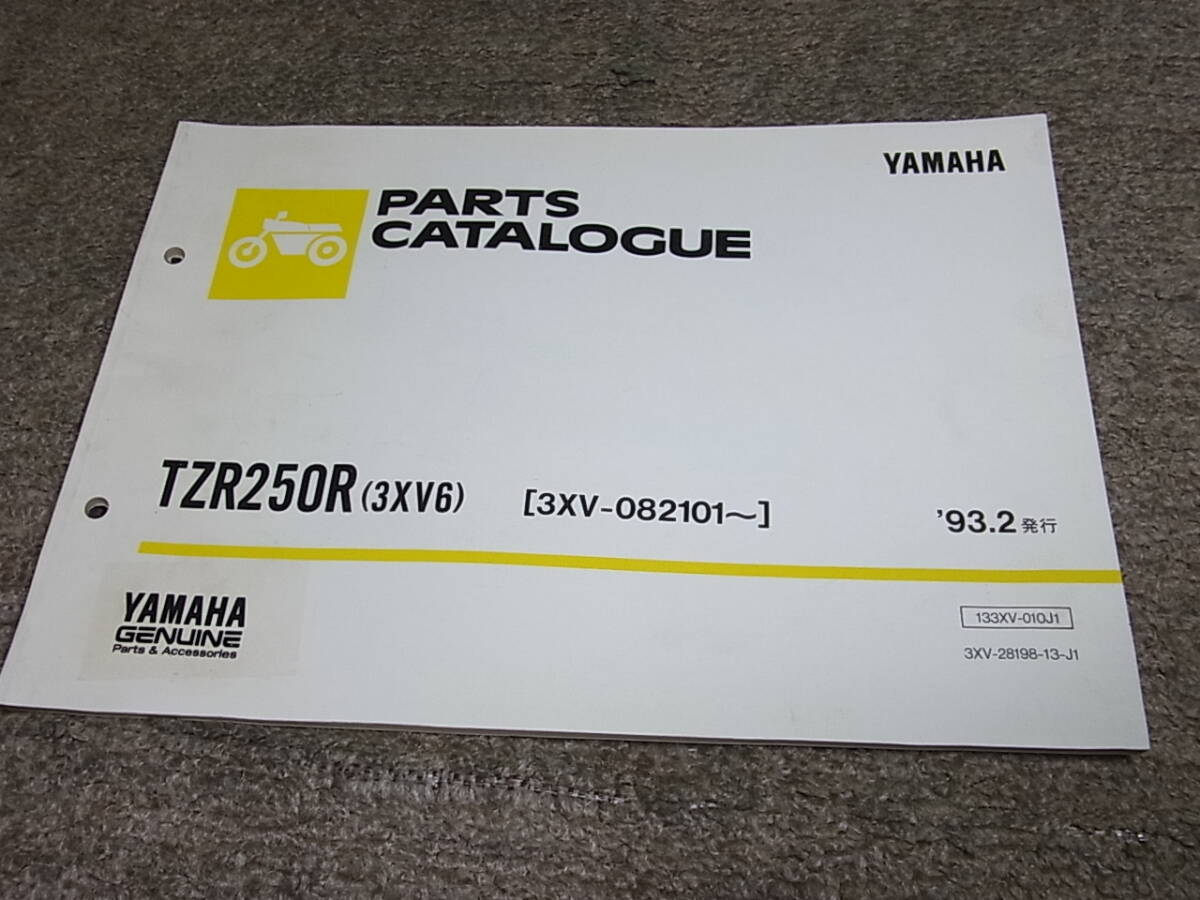 YAMAHA
PARTS
CATALOGUE
TZR250R (3XV6) [3XV-082101~] '93.2 発行
YAMAHA
GENUINE
Parts & Accessories
133XV-010J1
3XV-28198-13-J1